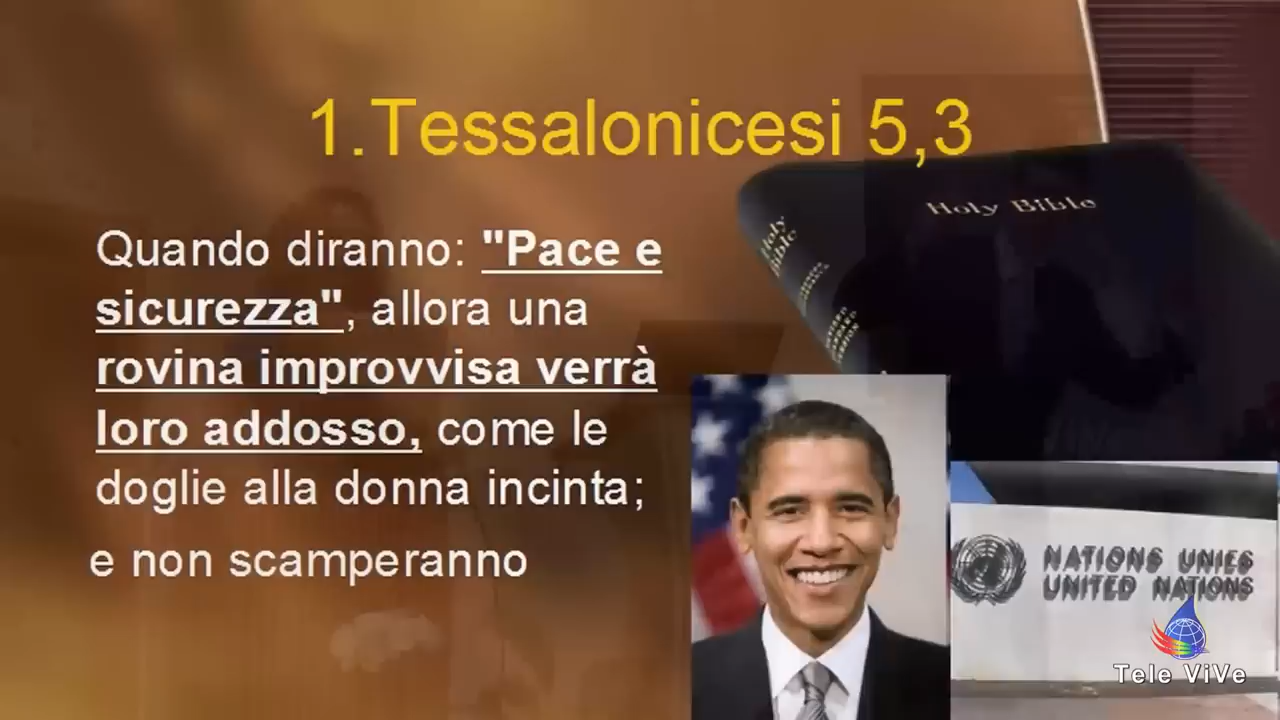 1.Tessalonicesi 5,3
Quando diranno: "Pace e
sicurezza", allora una
rovina improvvisa verrà
loro addosso, come le
doglie alla donna incinta;
e non scamperanno
Holy Bible
Holy
Bible
NATIONS UNIES
UNITED NATIONS
Tele ViVe